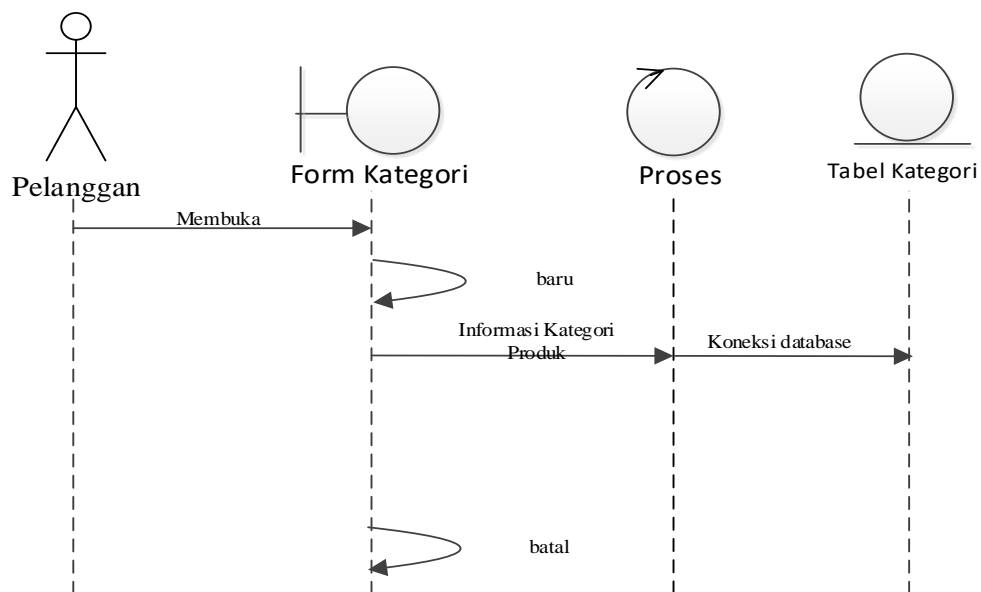 Pelanggan
Form Kategori
Proses
Tabel Kategori
Membuka
baru
Informasi Kategori
Produk
Koneksi database
batal